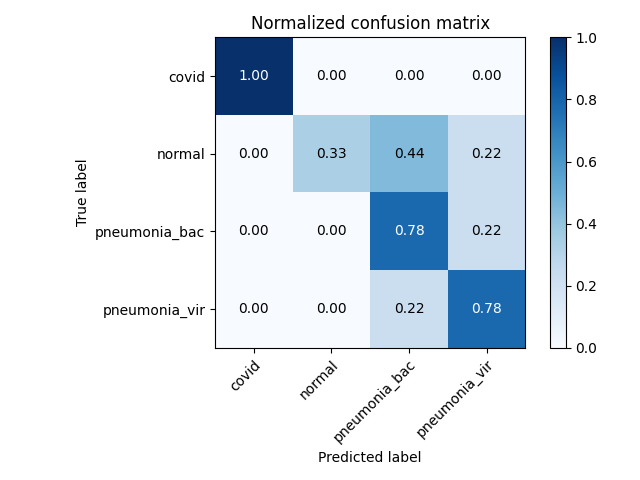 Normalized confusion matrix
True label
covid
normal
pneumonia_bac
pneumonia_vir
1.00 0.00 0.00 0.00
0.00 0.33 0.44 0.22
0.00 0.00 0.78 0.22
0.00 0.00 0.22 0.78
covid
normal
pneumonia_bac
pneumonia_vir
Predicted label
1.0
0.8
0.6
0.4
0.2
0.0